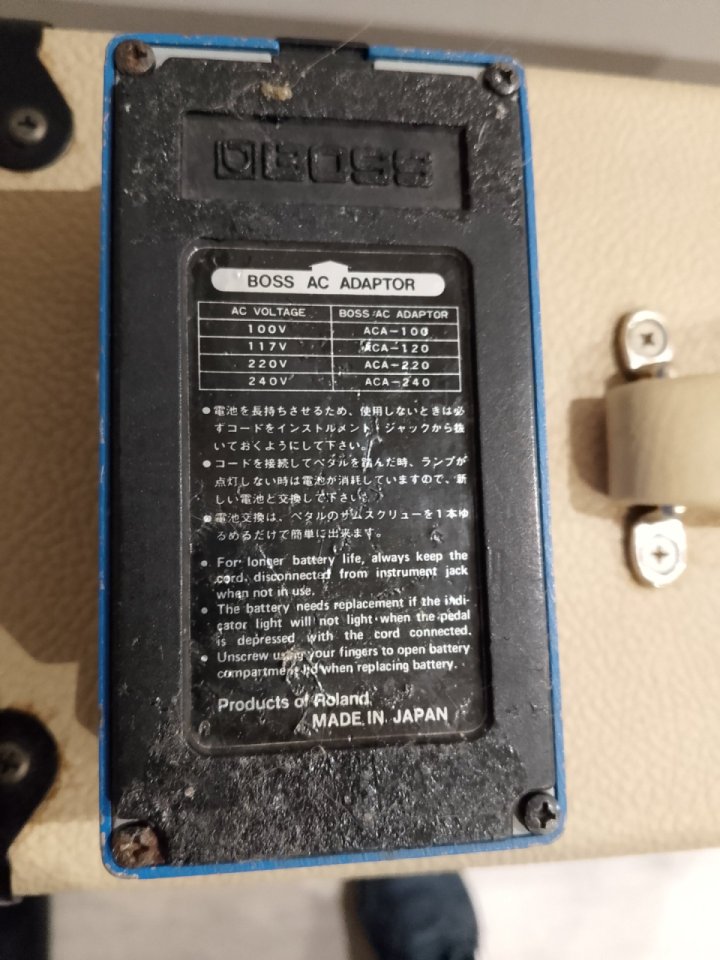 BOSS
BOSS AC ADAPTOR
AC VOLTAGE BOSS AC ADAPTOR
100V ACA-100
117V ACA-120
220V ACA-220
240V ACA-240
●電池を長持ちさせるため、使用しないときは必
ずコードをインストルメント・ジャックから抜
いておくようにして下さい。
●コードを接続してペダルを踏んだ時、ランプが
点灯しない時は電池が消耗していますので、新
しい電池と交換して下さい。
●電池交換は、ペダルのサムスクリューを1本ゆ
るめるだけで簡単に出来ます。
● For longer battery life, always keep the
cord disconnected from instrument jack
when not in use.
● The battery needs replacement if the indi-
cator light will not light when the pedal
is depressed with the cord connected.
● Unscrew using your fingers to open battery
compartment lid when replacing battery.
Products of Roland
MADE IN JAPAN